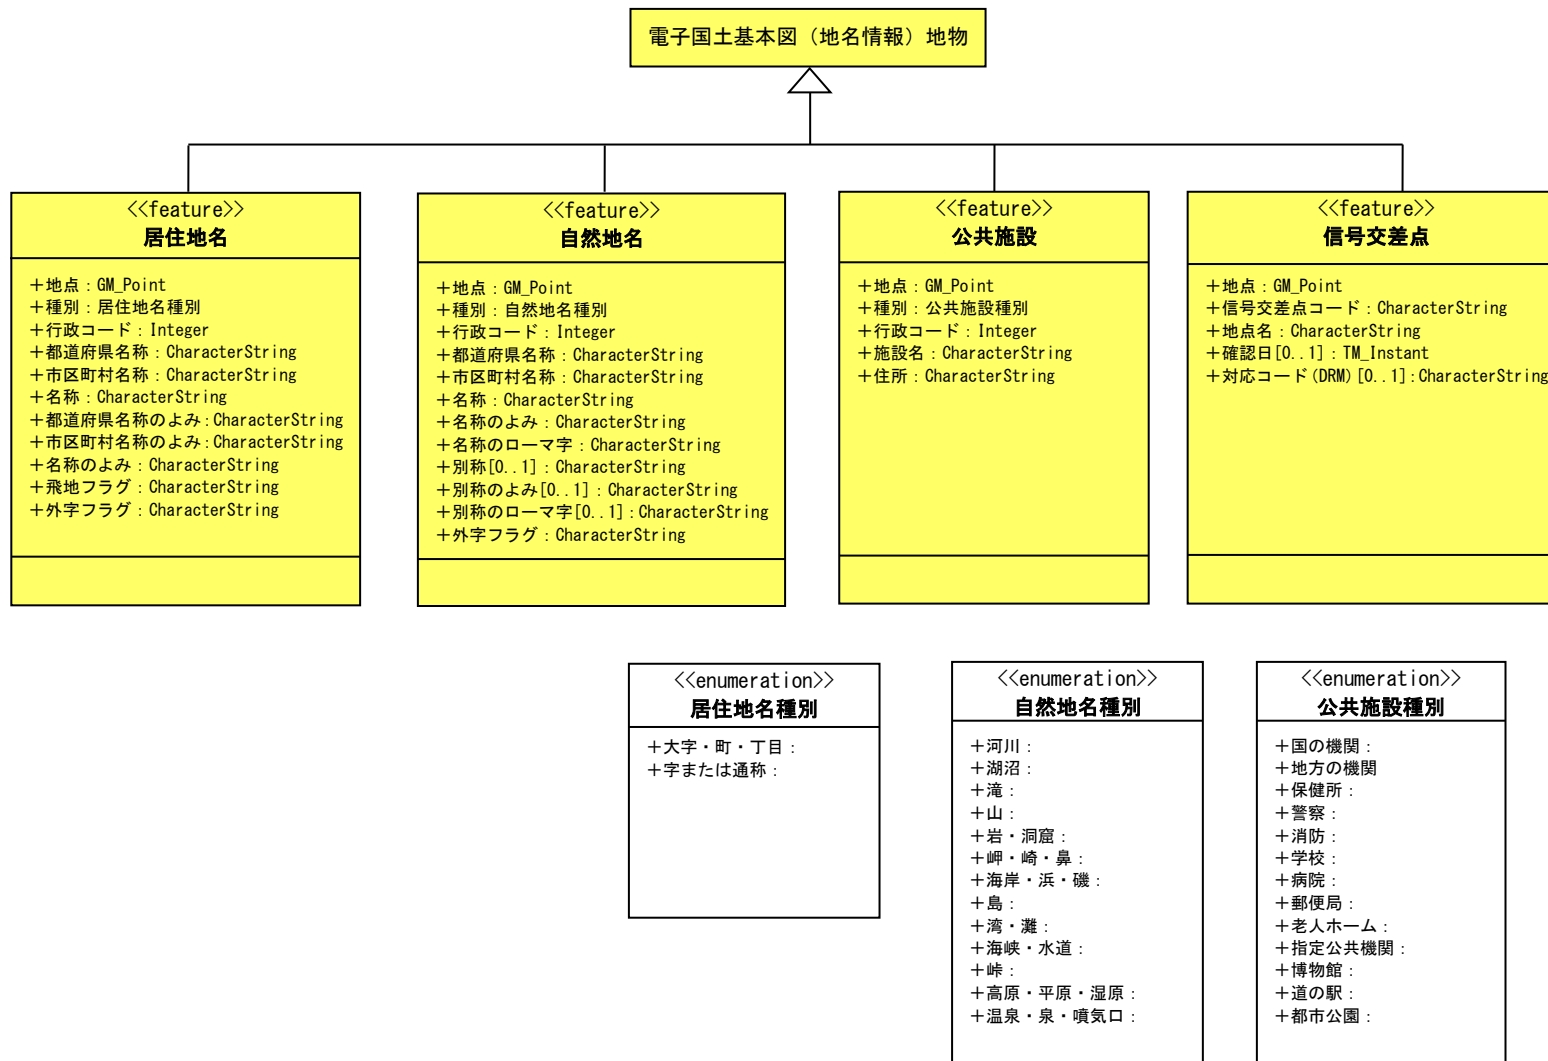 電子国土基本図（地名情報）地物
<<feature>>
居住地名
＋地点：GM_Point
＋種別：居住地名種別
＋行政コード：Integer
＋都道府県名称：CharacterString
＋市区町村名称：CharacterString
＋名称：CharacterString
＋都道府県名称のよみ：CharacterString
＋市区町村名称のよみ：CharacterString
＋名称のよみ：CharacterString
＋飛地フラグ：CharacterString
＋外字フラグ：CharacterString
<<feature>>
自然地名
＋地点：GM_Point
＋種別：自然地名種別
＋行政コード：Integer
＋都道府県名称：CharacterString
＋市区町村名称：CharacterString
＋名称：CharacterString
＋名称のよみ：CharacterString
＋名称のローマ字：CharacterString
＋別称[0..1]：CharacterString
＋別称のよみ[0..1]：CharacterString
＋別称のローマ字[0..1]：CharacterString
＋外字フラグ：CharacterString
<<feature>>
公共施設
＋地点：GM_Point
＋種別：公共施設種別
＋行政コード：Integer
＋施設名：CharacterString
＋住所：CharacterString
<<feature>>
信号交差点
＋地点：GM_Point
＋信号交差点コード：CharacterString
＋地点名：CharacterString
＋確認日[0..1]：TM_Instant
＋対応コード(DRM)[0..1]：CharacterString
<<enumeration>>
居住地名種別
＋大字・町・丁目：
＋字または通称：
<<enumeration>>
自然地名種別
＋河川：
＋湖沼：
＋滝：
＋山：
＋岩・洞窟：
＋岬・崎・鼻：
＋海岸・浜・磯：
＋島：
＋湾・灘：
＋海峡・水道：
＋峠：
＋高原・平原・湿原：
＋温泉・泉・噴気口：
<<enumeration>>
公共施設種別
＋国の機関：
＋地方の機関
＋保健所：
＋警察：
＋消防：
＋学校：
＋病院：
＋郵便局：
＋老人ホーム：
＋指定公共機関：
＋博物館：
＋道の駅：
＋都市公園：